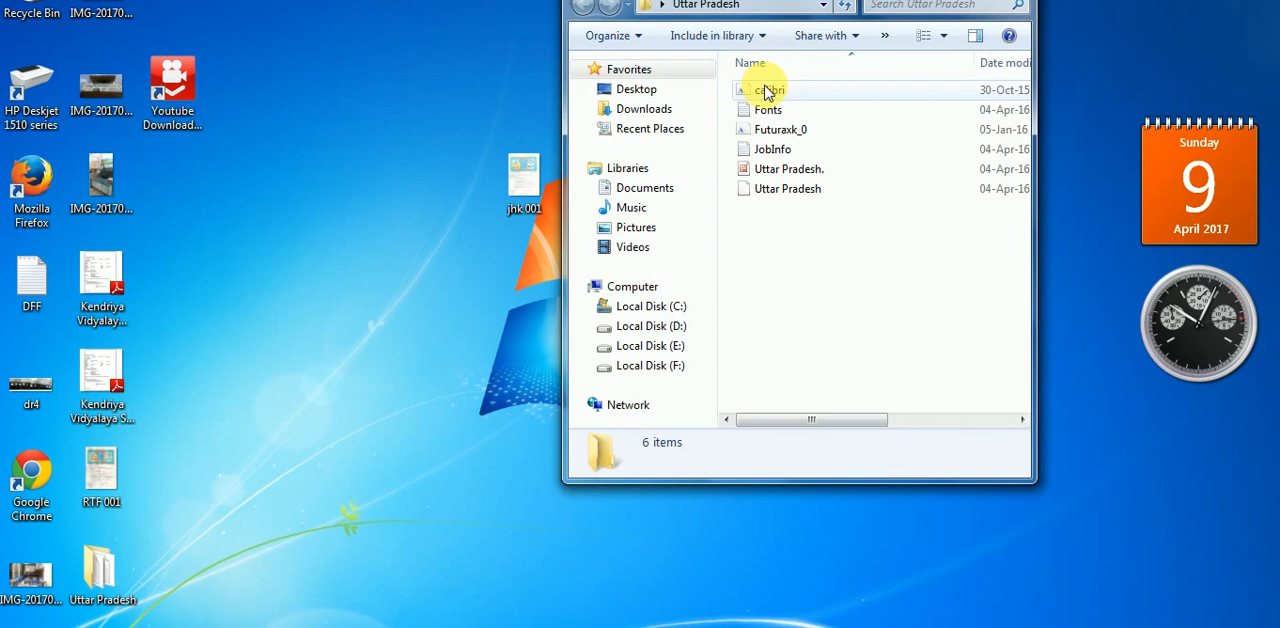 Recycle Bin
IMG-20170...
HP Deskjet
1510 series
IMG-20170...
Youtube
Download...
Mozilla
Firefox
IMG-20170...
DFF
Kendriya
Vidyalay...
dr4
Kendriya
Vidyalaya S...
Google
Chrome
RTF 001
IMG-20170...
Uttar Pradesh
jhk 001
Uttar Pradesh
Search Uttar Pradesh
Organize
Include in library
Share with
»
Favorites
Desktop
Downloads
Recent Places
Libraries
Documents
Music
Pictures
Videos
Computer
Local Disk (C:)
Local Disk (D:)
Local Disk (E:)
Local Disk (F:)
Network
Name
Date modi
calibri
30-Oct-15
Fonts
04-Apr-16
Futuraxk_0
05-Jan-16
JobInfo
04-Apr-16
Uttar Pradesh.
04-Apr-16
Uttar Pradesh
04-Apr-16
6 items
Sunday
9
April 2017